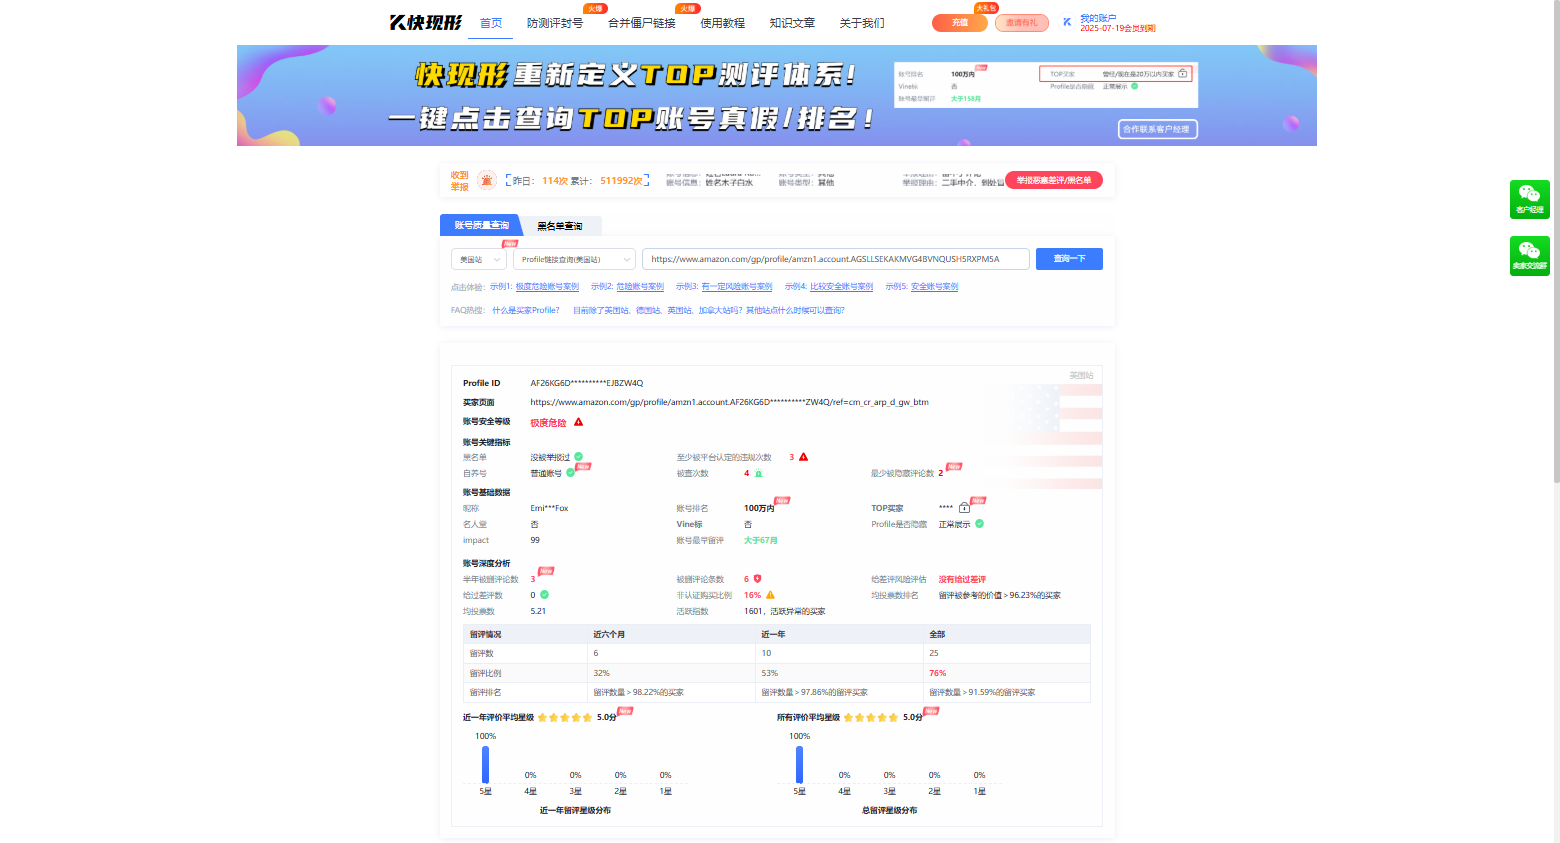 快现形
首页
防测评封号
火爆
合并僵尸链接
火爆
使用教程
知识文章
关于我们
充值
大礼包
邀请有礼
我的账户
2025-07-19会员到期
快现形重新定义TOP测评体系!
一键点击查询TOP账号真假/排名!
账号排名 100万内 New TOP买家 曾经/现在是20万以内买家
Vine标 否 Profile是否隐藏 正常展示
账号最早留评 大于158月
合作联系客户经理
收到举报
昨日: 114次 累计: 511992次
账号信息: 姓名木子白水 账号类型: 其他
举报恶意差评/黑名单
客户经理
卖家交流群
账号质量查询 黑名单查询
New
美国站 Profile链接查询(美国站) https://www.amazon.com/gp/profile/amzn1.account.AGSLLSEKAKMVG4BVNQUSH5RXPM5A 查询一下
点击体验: 示例1: 极度危险账号案例 示例2: 危险账号案例 示例3: 有一定风险账号案例 示例4: 比较安全账号案例 示例5: 安全账号案例
FAQ热搜: 什么是买家Profile? 目前除了美国站、德国站、英国站、加拿大站吗? 其他站点什么时候可以查询?
美国站
Profile ID AF26KG6D**********EJ8ZW4Q
买家页面 https://www.amazon.com/gp/profile/amzn1.account.AF26KG6D**********ZW4Q/ref=cm_cr_arp_d_gw_btm
账号安全等级 极度危险
账号关键指标
黑名单 没被举报过 至少被平台认定的违规次数 3
自养号 普通账号 New 被查次数 4 最少被隐藏评论数 2 New
账号基础数据
昵称 Emi***Fox 账号排名 100万内 New TOP买家 **** New
名人堂 否 Vine标 否 Profile是否隐藏 正常展示
impact 99 账号最早留评 大于67月
账号深度分析
半年被删评论数 3 New 被删评论条数 6 给差评风险评估 没有给过差评
给过差评数 0 非认证购买比例 16% 均投票数排名 留评被参考的价值 > 96.23%的买家
均投票数 5.21 活跃指数 1601，活跃异常的买家
留评情况 近六个月 近一年 全部
留评数 6 10 25
留评比例 32% 53% 76%
留评排名 留评数量 > 98.22%的买家 留评数量 > 97.86%的留评买家 留评数量 > 91.59%的留评买家
近一年评价平均星级 5.0分 New 所有评价平均星级 5.0分 New
100% 0% 0% 0% 0% 100% 0% 0% 0% 0%
5星 4星 3星 2星 1星 5星 4星 3星 2星 1星
近一年留评星级分布 总留评星级分布